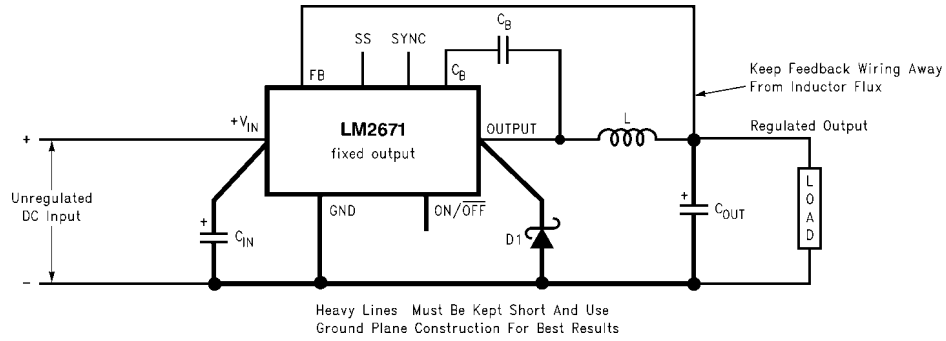 C_B
SS SYNC
FB C_B
Keep Feedback Wiring Away
From Inductor Flux
+V_IN LM2671 OUTPUT L Regulated Output
fixed output
+
Unregulated
DC Input
GND ON/O̅F̅F̅
+ C_IN
D1
+ C_OUT
LOAD
−
Heavy Lines Must Be Kept Short And Use
Ground Plane Construction For Best Results